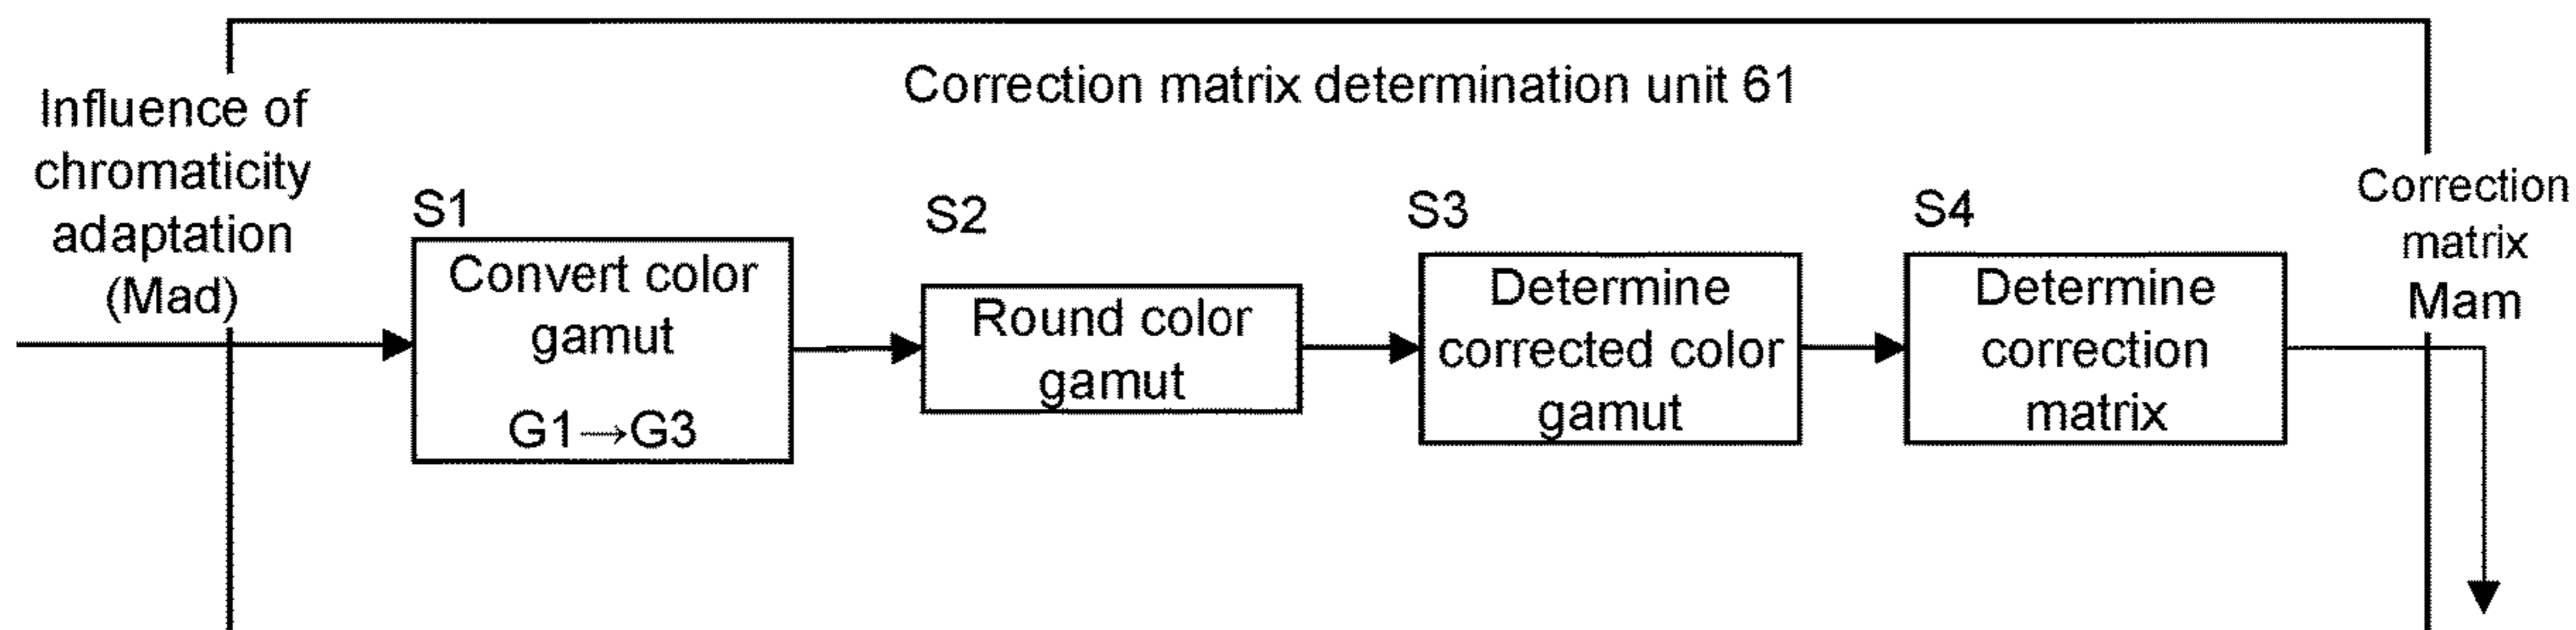 Correction matrix determination unit 61
Influence of
chromaticity
adaptation
(Mad)
S1
Convert color
gamut
G1→G3
S2
Round color
gamut
S3
Determine
corrected color
gamut
S4
Determine
correction
matrix
Correction
matrix
Mam